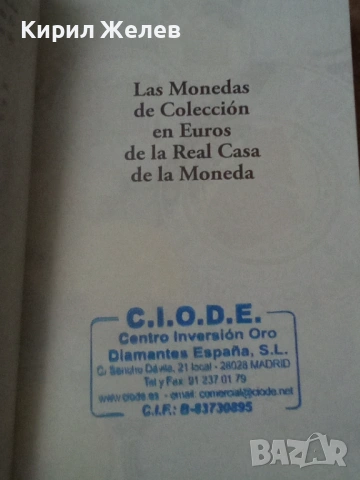 Кирил Желев
Las Monedas
de Colección
en Euros
de la Real Casa
de la Moneda
C.I.O.D.E.
Centro Inversión Oro
Diamantes España, S.L.
C/ Sancho Dávila, 21 local - 28028 MADRID
Tel y Fax: 91 237 01 79
www.ciode.es - email: comercial@ciode.net
C.I.F.: B-83730895
BAZAR